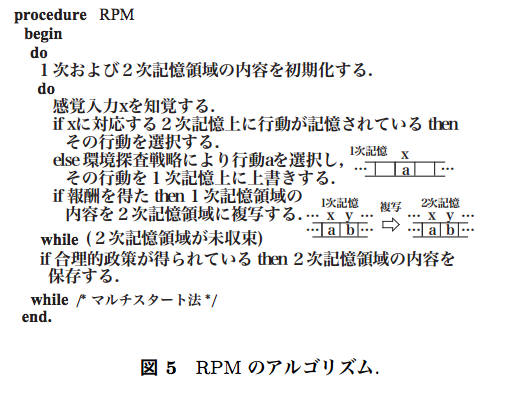 procedure RPM
begin
do
1次および2次記憶領域の内容を初期化する.
do
感覚入力xを知覚する.
if xに対応する2次記憶上に行動が記憶されている then
その行動を選択する.
else 環境探査戦略により行動aを選択し,
その行動を1次記憶上に上書きする.
1次記憶
x
… a …
if 報酬を得た then 1次記憶領域の
内容を2次記憶領域に複写する.
1次記憶 複写 2次記憶
… x y … … x y …
… a b … ⇨ … a b …
while (2次記憶領域が未収束)
if 合理的政策が得られている then 2次記憶領域の内容を
保存する.
while /* マルチスタート法 */
end.
図 5 RPM のアルゴリズム.